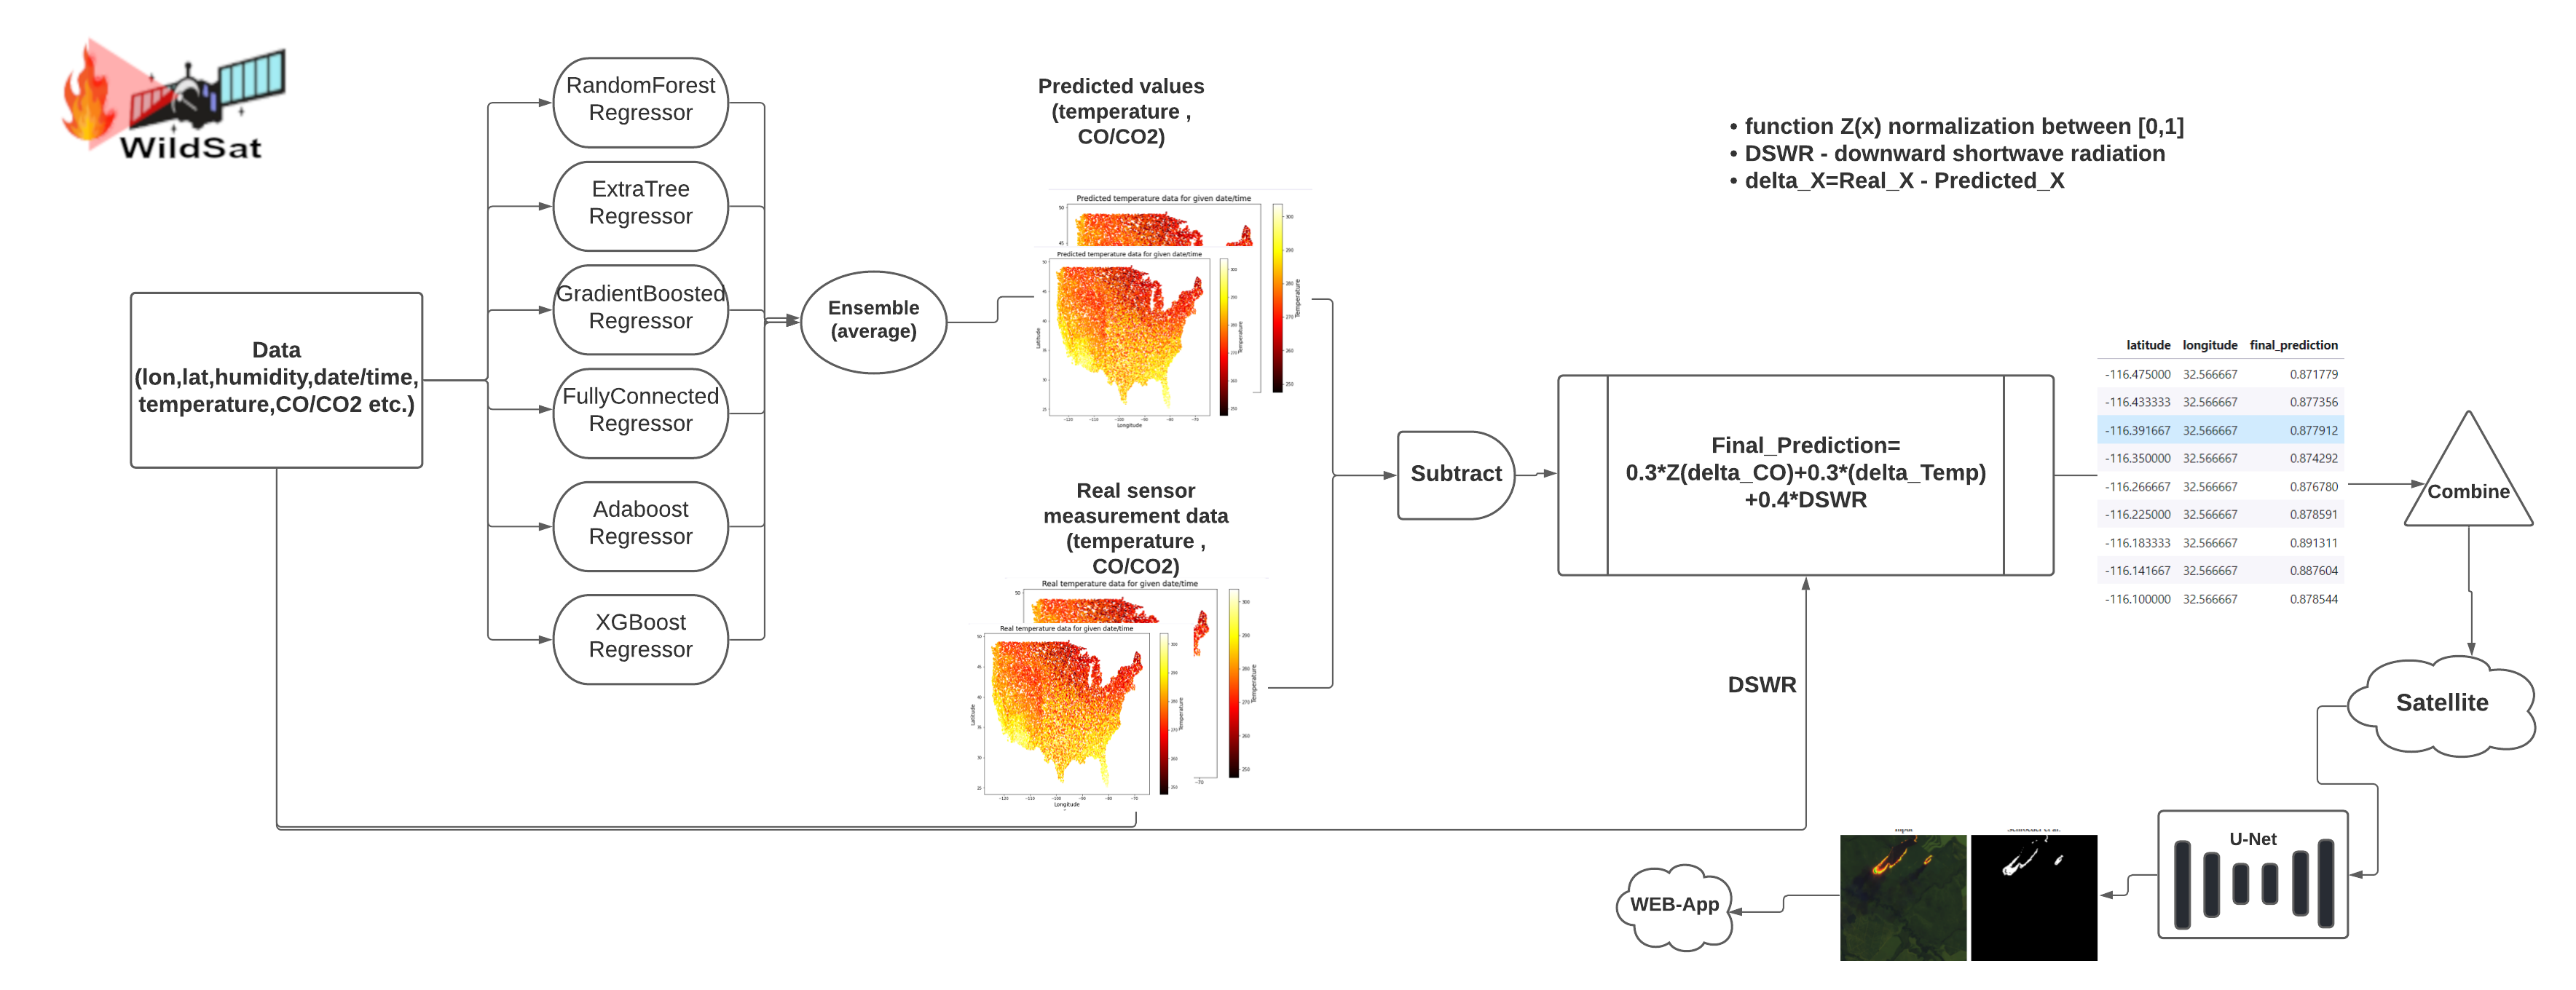 WildSat
RandomForest
Regressor
ExtraTree
Regressor
GradientBoosted
Regressor
FullyConnected
Regressor
Adaboost
Regressor
XGBoost
Regressor
Data
(lon,lat,humidity,date/time,
temperature,CO/CO2 etc.)
Ensemble
(average)
Predicted values
(temperature ,
CO/CO2)
Predicted temperature data for given date/time
Predicted temperature data for given date/time
Temperature
Temperature
Latitude
Longitude
Real sensor
measurement data
(temperature ,
CO/CO2)
Real temperature data for given date/time
Real temperature data for given date/time
Temperature
Temperature
Latitude
Longitude
Subtract
• function Z(x) normalization between [0,1]
• DSWR - downward shortwave radiation
• delta_X=Real_X - Predicted_X
Final_Prediction=
0.3*Z(delta_CO)+0.3*(delta_Temp)
+0.4*DSWR
DSWR
latitude longitude final_prediction
-116.475000 32.566667 0.871779
-116.433333 32.566667 0.877356
-116.391667 32.566667 0.877912
-116.350000 32.566667 0.874292
-116.266667 32.566667 0.876780
-116.225000 32.566667 0.878591
-116.183333 32.566667 0.891311
-116.141667 32.566667 0.887604
-116.100000 32.566667 0.878544
Combine
Satellite
U-Net
WEB-App